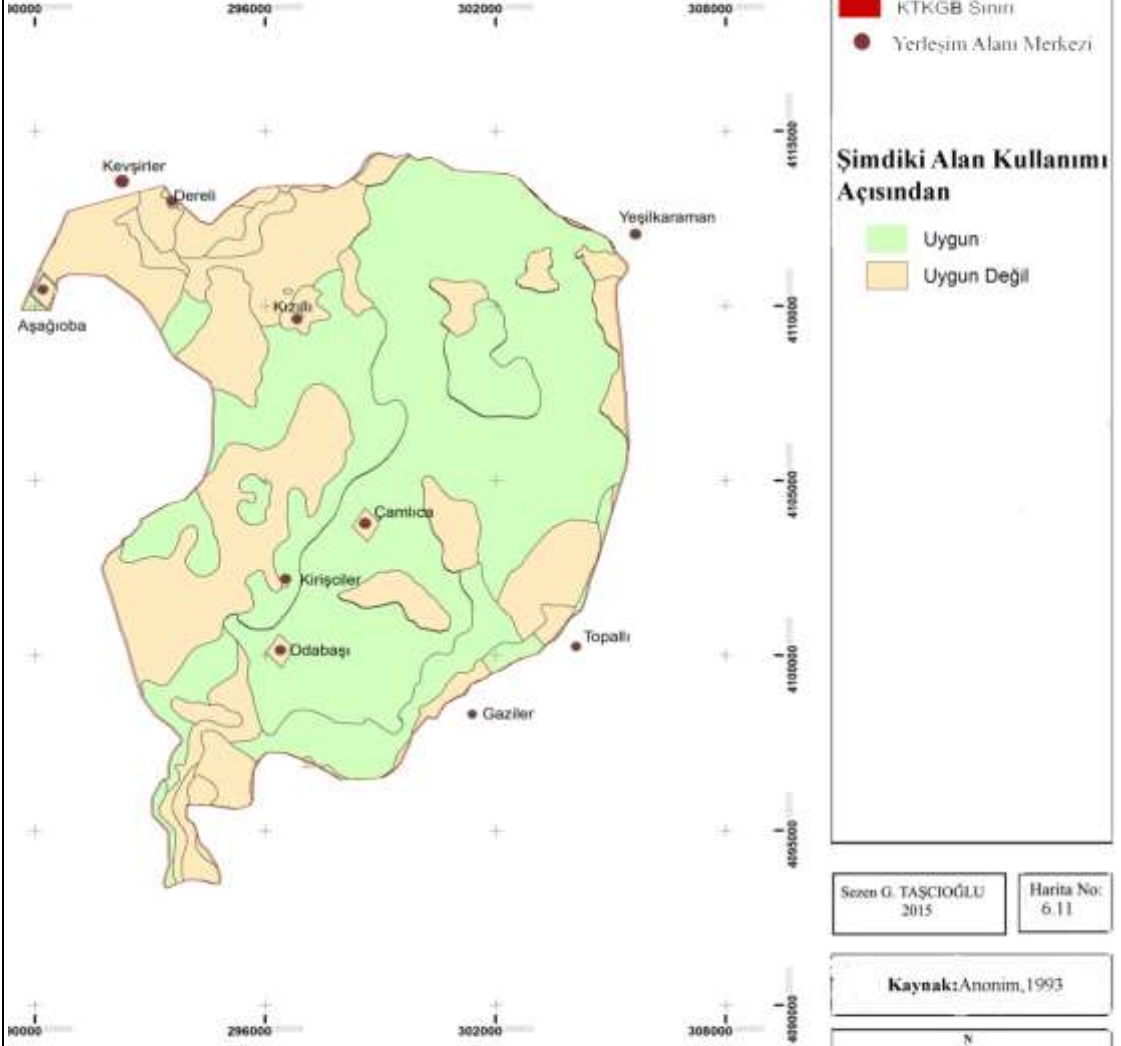 296000
302000
308000
KTKGB Sınırı
Yerleşim Alanı Merkezi
Şimdiki Alan Kullanımı
Açısından
Uygun
Uygun Değil
4115000
4110000
4105000
4100000
4095000
4090000
Kevşirler
Dereli
Yeşilkaraman
Aşağıoba
Kızıllı
Çamlıca
Kirişciler
Odabaşı
Topallı
Gaziler
Sezen G. TAŞCIOĞLU
2015
Harita No:
6.11
Kaynak:Anonim,1993
296000
302000
308000
N